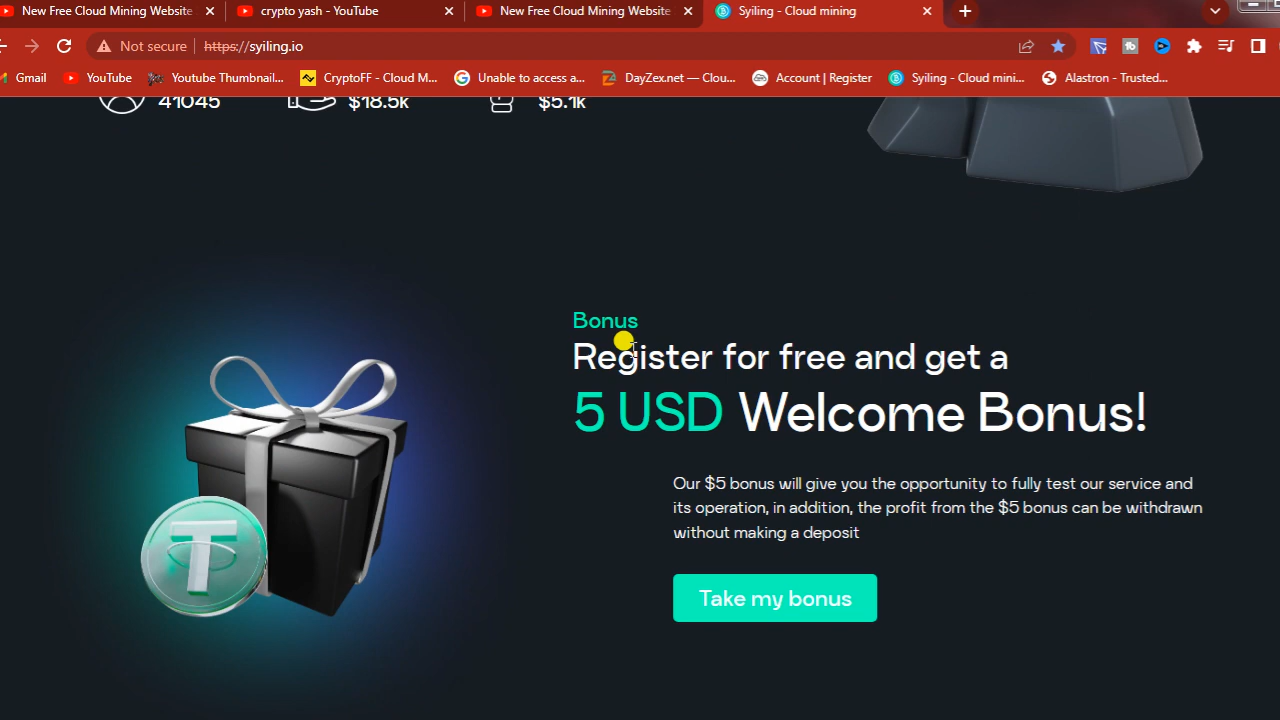 New Free Cloud Mining Website
crypto yash - YouTube
New Free Cloud Mining Website
Syiling - Cloud mining
Not secure
https://syiling.io
Gmail
YouTube
Youtube Thumbnail...
CryptoFF - Cloud M...
Unable to access a...
DayZex.net — Clou...
Account | Register
Syiling - Cloud mini...
Alastron - Trusted...
41045
$18.5k
$5.1k
Bonus
Register for free and get a
5 USD Welcome Bonus!
Our $5 bonus will give you the opportunity to fully test our service and
its operation, in addition, the profit from the $5 bonus can be withdrawn
without making a deposit
Take my bonus